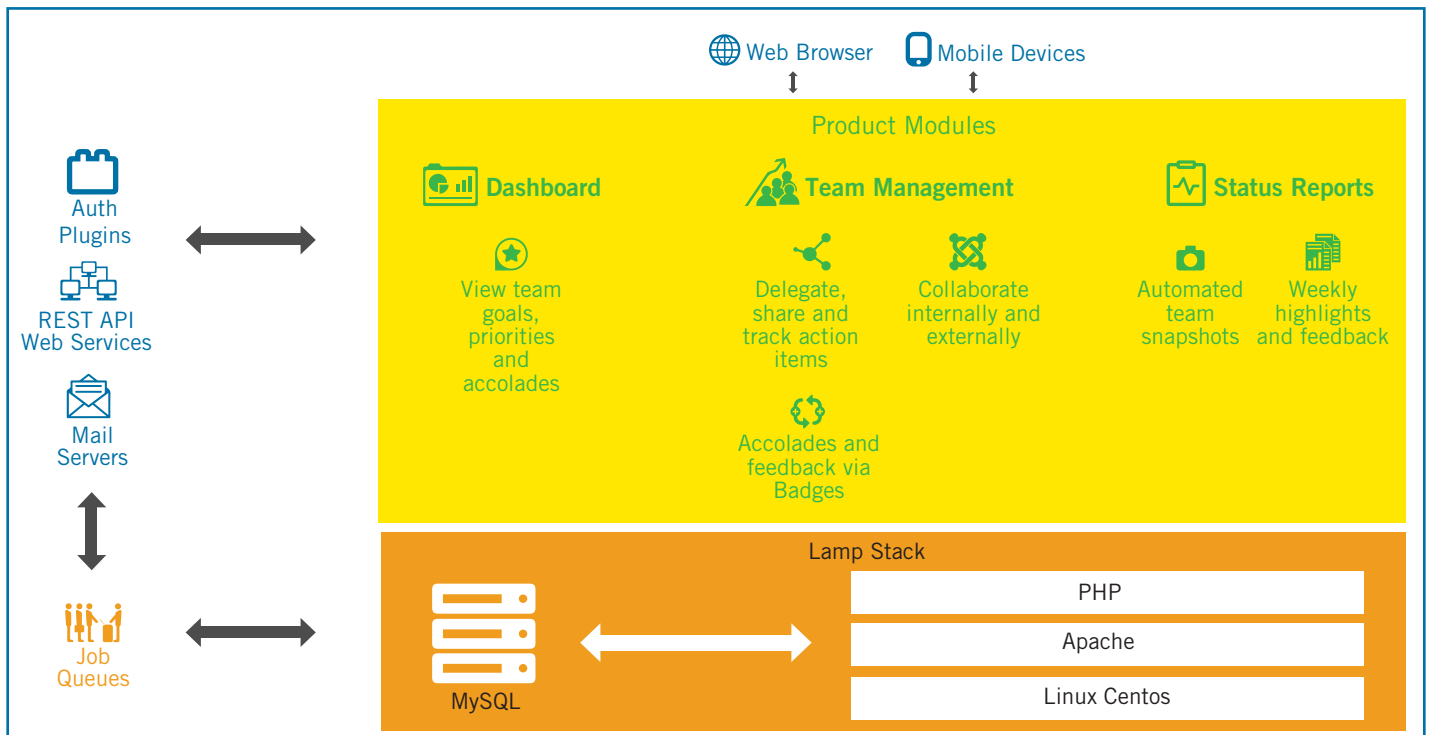 Web Browser
Mobile Devices
Auth
Plugins
REST API
Web Services
Mail
Servers
Job
Queues
Product Modules
Dashboard
View team
goals,
priorities
and
accolades
Team Management
Delegate,
share and
track action
items
Collaborate
internally and
externally
Accolades and
feedback via
Badges
Status Reports
Automated
team
snapshots
Weekly
highlights
and feedback
Lamp Stack
MySQL
PHP
Apache
Linux Centos